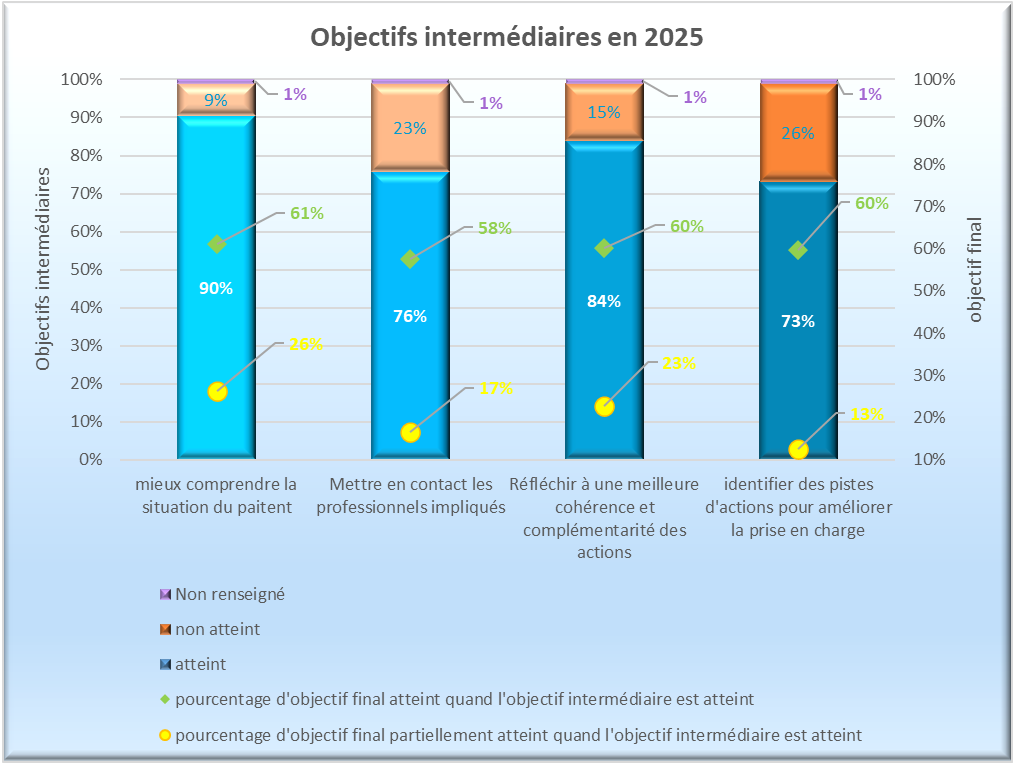 Objectifs intermédiaires en 2025
Objectifs intermédiaires
objectif final
100%
90%
80%
70%
60%
50%
40%
30%
20%
10%
0%
100%
90%
80%
70%
60%
50%
40%
30%
20%
10%
9%
1%
61%
90%
26%
23%
1%
58%
76%
17%
15%
1%
60%
84%
23%
26%
1%
60%
73%
13%
mieux comprendre la
situation du paitent
Mettre en contact les
professionnels impliqués
Réfléchir à une meilleure
cohérence et
complémentarité des
actions
identifier des pistes
d'actions pour améliorer
la prise en charge
Non renseigné
non atteint
atteint
pourcentage d'objectif final atteint quand l'objectif intermédiaire est atteint
pourcentage d'objectif final partiellement atteint quand l'objectif intermédiaire est atteint